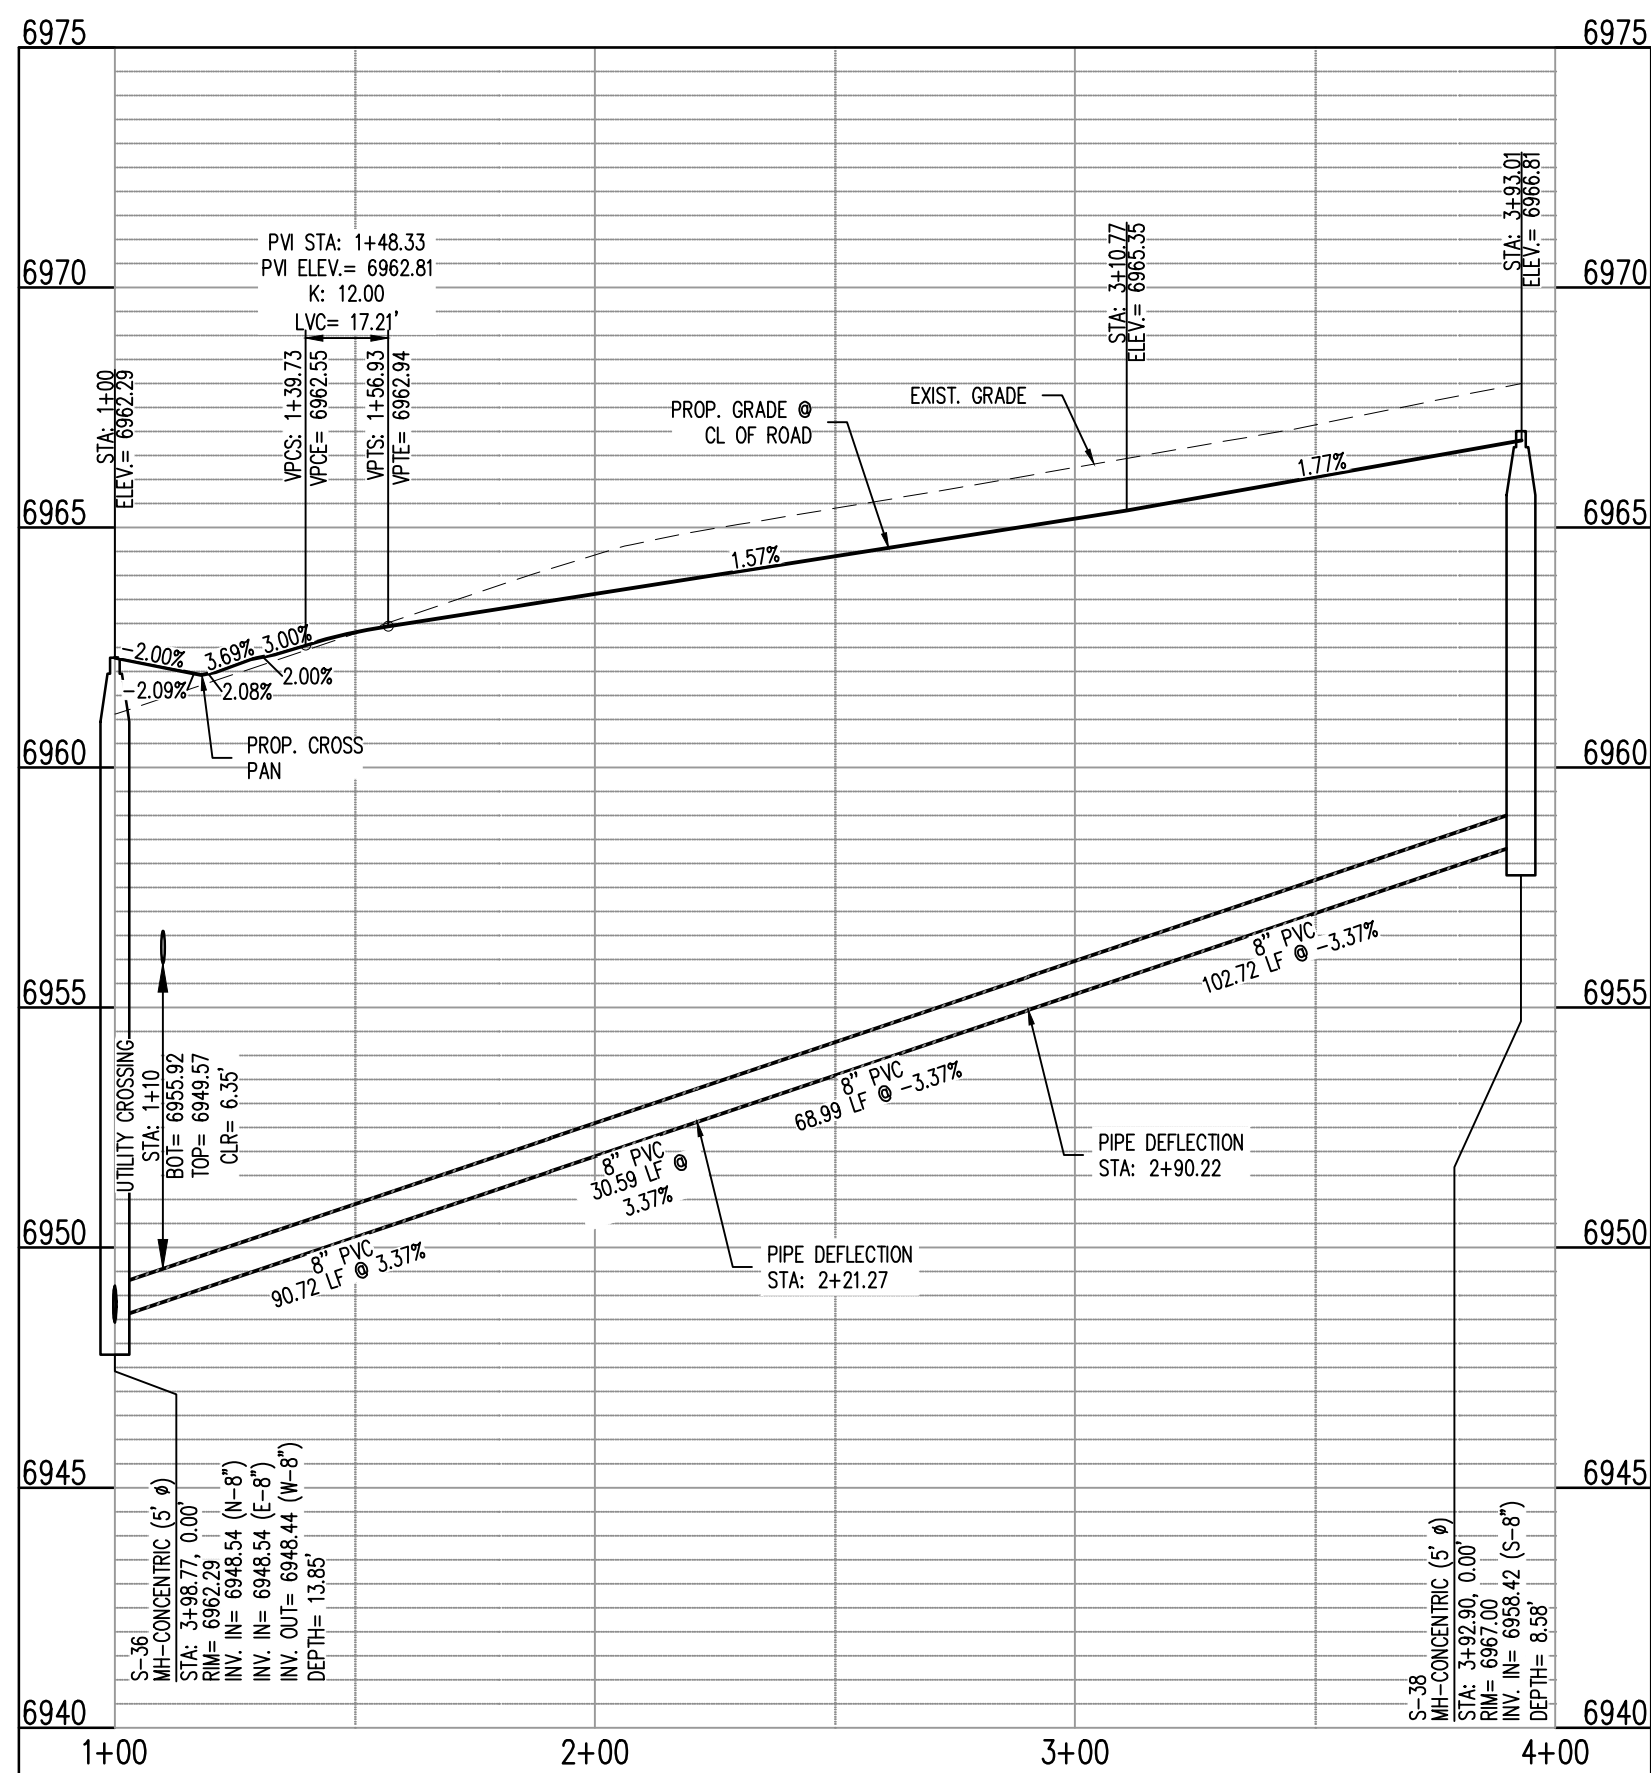 6975
6975
STA: 3+93.01
ELEV.= 6966.81
PVI STA: 1+48.33
PVI ELEV.= 6962.81
K: 12.00
LVC= 17.21'
STA: 3+10.77
ELEV.= 6965.35
6970
6970
STA: 1+00
ELEV.= 6962.29
VPCS: 1+39.73
VPCE= 6962.55
VPTS: 1+56.93
VPTE= 6962.94
PROP. GRADE @
CL OF ROAD
EXIST. GRADE
1.77%
6965
6965
1.57%
-2.00%
3.69%
3.00%
-2.09%
2.08%
2.00%
PROP. CROSS
PAN
6960
6960
8" PVC
102.72 LF @ -3.37%
6955
6955
UTILITY CROSSING
STA: 1+10
BOT= 6955.92
TOP= 6949.57
CLR= 6.35'
8" PVC
68.99 LF @ -3.37%
PIPE DEFLECTION
STA: 2+90.22
8" PVC
30.59 LF @
3.37%
6950
6950
8" PVC
90.72 LF @ 3.37%
PIPE DEFLECTION
STA: 2+21.27
6945
6945
S-36
MH-CONCENTRIC (5' ø)
STA: 3+98.77, 0.00'
RIM= 6962.29
INV. IN= 6948.54 (N-8")
INV. IN= 6948.54 (E-8")
INV. OUT= 6948.44 (W-8")
DEPTH= 13.85'
S-38
MH-CONCENTRIC (5' ø)
STA: 3+92.90, 0.00'
RIM= 6967.00
INV. IN= 6958.42 (S-8")
DEPTH= 8.58'
6940
6940
1+00
2+00
3+00
4+00